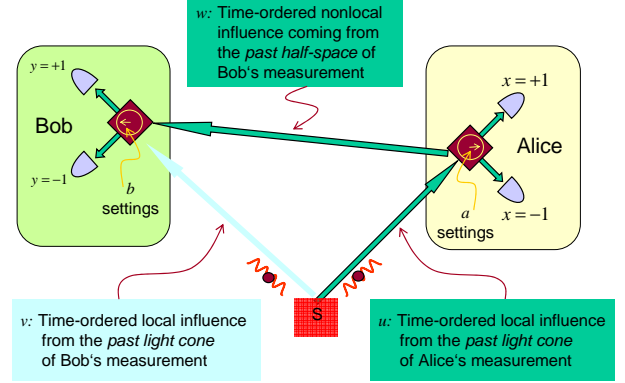 w: Time-ordered nonlocal
influence coming from
the past half-space of
Bob's measurement
y = +1
Bob
y = −1
b
settings
x = +1
Alice
x = −1
a
settings
S
v: Time-ordered local influence
from the past light cone
of Bob's measurement
u: Time-ordered local influence
from the past light cone
of Alice's measurement